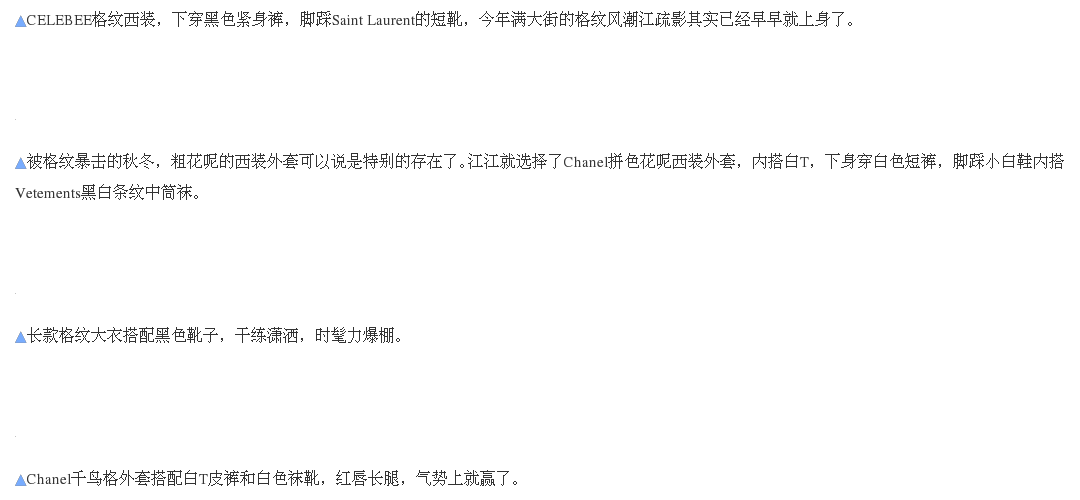 ▲CELEBEE格纹西装，下穿黑色紧身裤，脚踩Saint Laurent的短靴，今年满大街的格纹风潮江疏影其实已经早早就上身了。
▲被格纹暴击的秋冬，粗花呢的西装外套可以说是特别的存在了。江江就选择了Chanel拼色花呢西装外套，内搭白T，下身穿白色短裤，脚踩小白鞋内搭
Vetements黑白条纹中筒袜。
▲长款格纹大衣搭配黑色靴子，干练潇洒，时髦力爆棚。
▲Chanel千鸟格外套搭配白T皮裤和白色袜靴，红唇长腿，气势上就赢了。